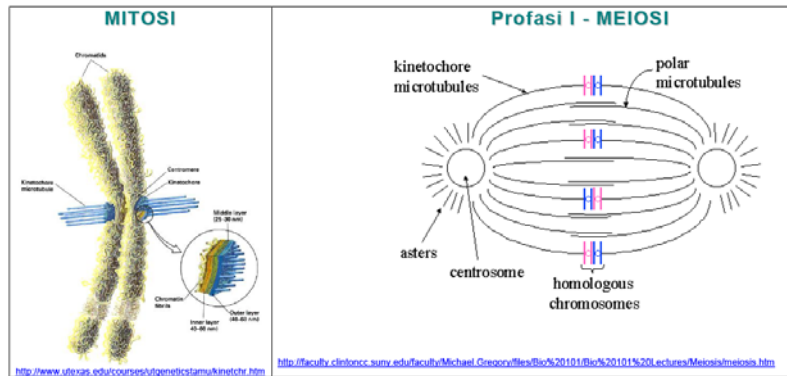 MITOSI
Chromatids
Centromere
Kinetochore
Kinetochore
microtubule
Middle layer
Chromatin
fibrils
Inner layer
Outer layer
http://www.utexas.edu/courses/utgeneticstamu/kinetchr.htm
Profasi I - MEIOSI
kinetochore
microtubules
polar
microtubules
asters
centrosome
homologous
chromosomes
http://faculty.clintoncc.suny.edu/faculty/Michael.Gregory/files/Bio%20101/Bio%20101%20Lectures/Meiosis/meiosis.htm